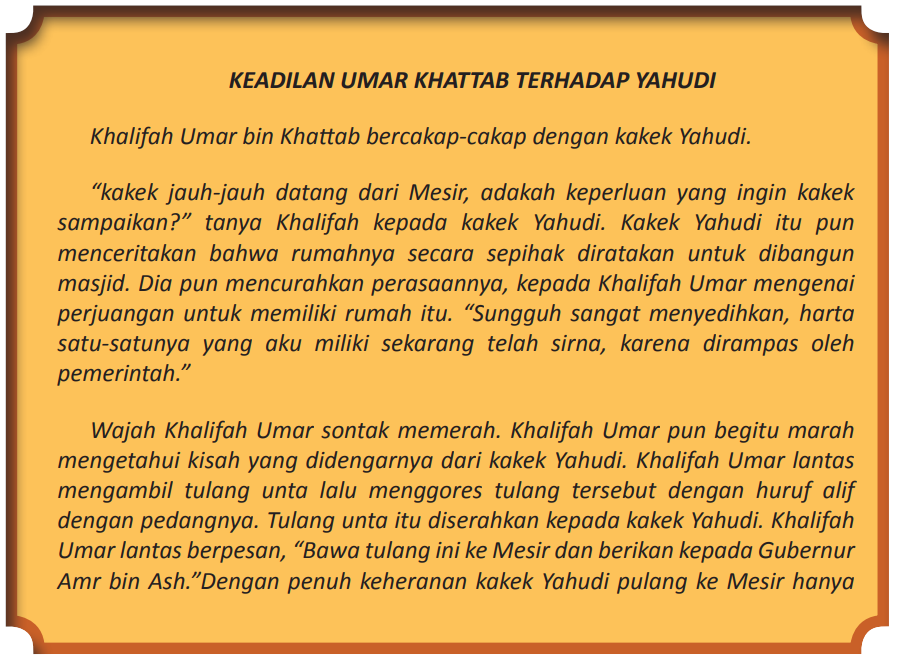 KEADILAN UMAR KHATTAB TERHADAP YAHUDI
Khalifah Umar bin Khattab bercakap-cakap dengan kakek Yahudi.
“kakek jauh-jauh datang dari Mesir, adakah keperluan yang ingin kakek
sampaikan?” tanya Khalifah kepada kakek Yahudi. Kakek Yahudi itu pun
menceritakan bahwa rumahnya secara sepihak diratakan untuk dibangun
masjid. Dia pun mencurahkan perasaannya, kepada Khalifah Umar mengenai
perjuangan untuk memiliki rumah itu. “Sungguh sangat menyedihkan, harta
satu-satunya yang aku miliki sekarang telah sirna, karena dirampas oleh
pemerintah.”
Wajah Khalifah Umar sontak memerah. Khalifah Umar pun begitu marah
mengetahui kisah yang didengarnya dari kakek Yahudi. Khalifah Umar lantas
mengambil tulang unta lalu menggores tulang tersebut dengan huruf alif
dengan pedangnya. Tulang unta itu diserahkan kepada kakek Yahudi. Khalifah
Umar lantas berpesan, “Bawa tulang ini ke Mesir dan berikan kepada Gubernur
Amr bin Ash.”Dengan penuh keheranan kakek Yahudi pulang ke Mesir hanya